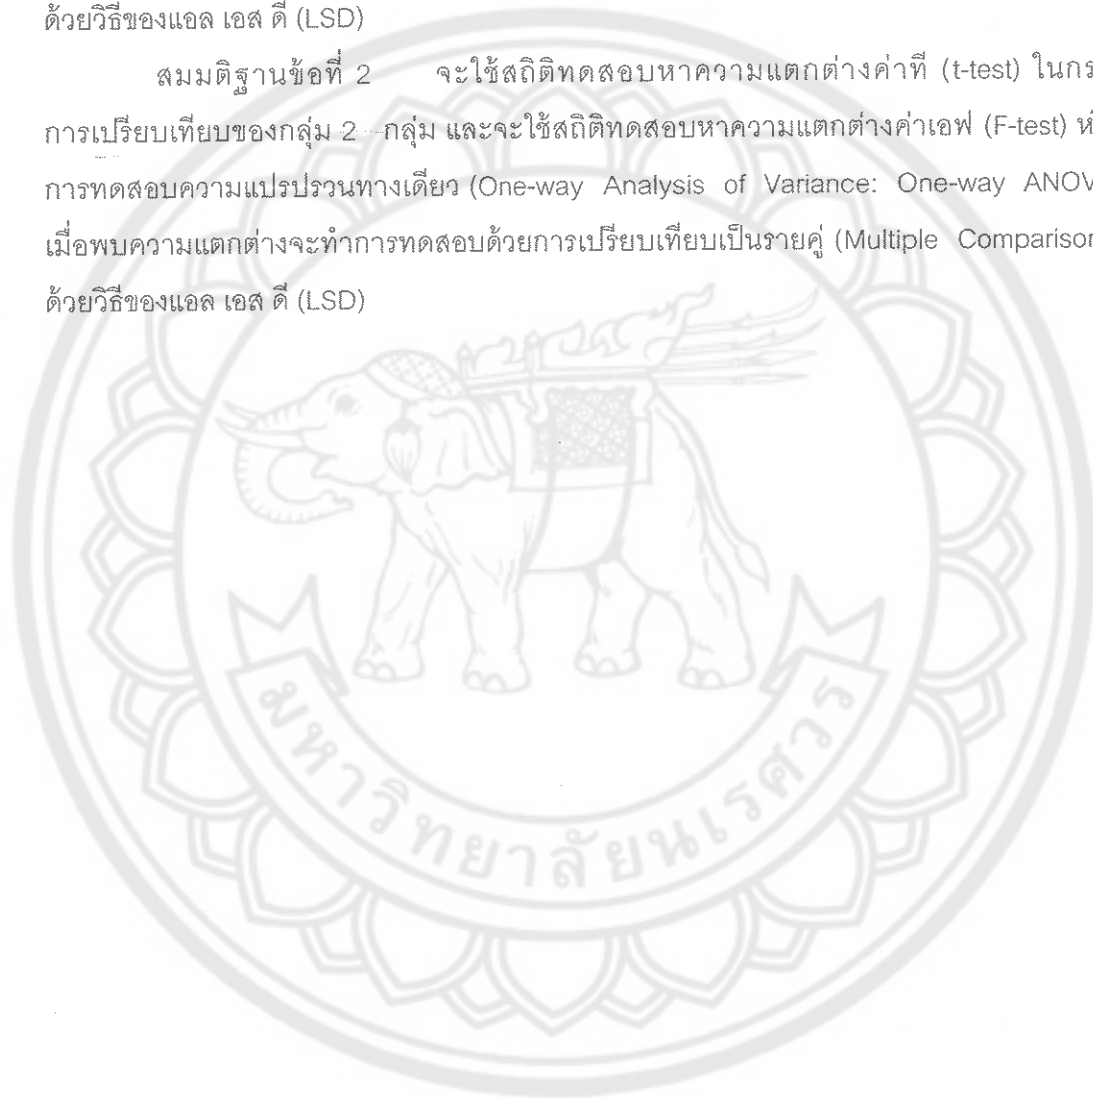 ด้วยวิธีของแอล เอส ดี (LSD)
สมมติฐานข้อที่ 2 จะใช้สถิติทดสอบหาความแตกต่างค่าที (t-test) ในกร
การเปรียบเทียบของกลุ่ม 2 กลุ่ม และจะใช้สถิติทดสอบหาความแตกต่างค่าเอฟ (F-test) ห
การทดสอบความแปรปรวนทางเดียว (One-way Analysis of Variance: One-way ANOV
เมื่อพบความแตกต่างจะทำการทดสอบด้วยการเปรียบเทียบเป็นรายคู่ (Multiple Comparison
ด้วยวิธีของแอล เอส ดี (LSD)
มหาวิทยาลัยนเรศวร